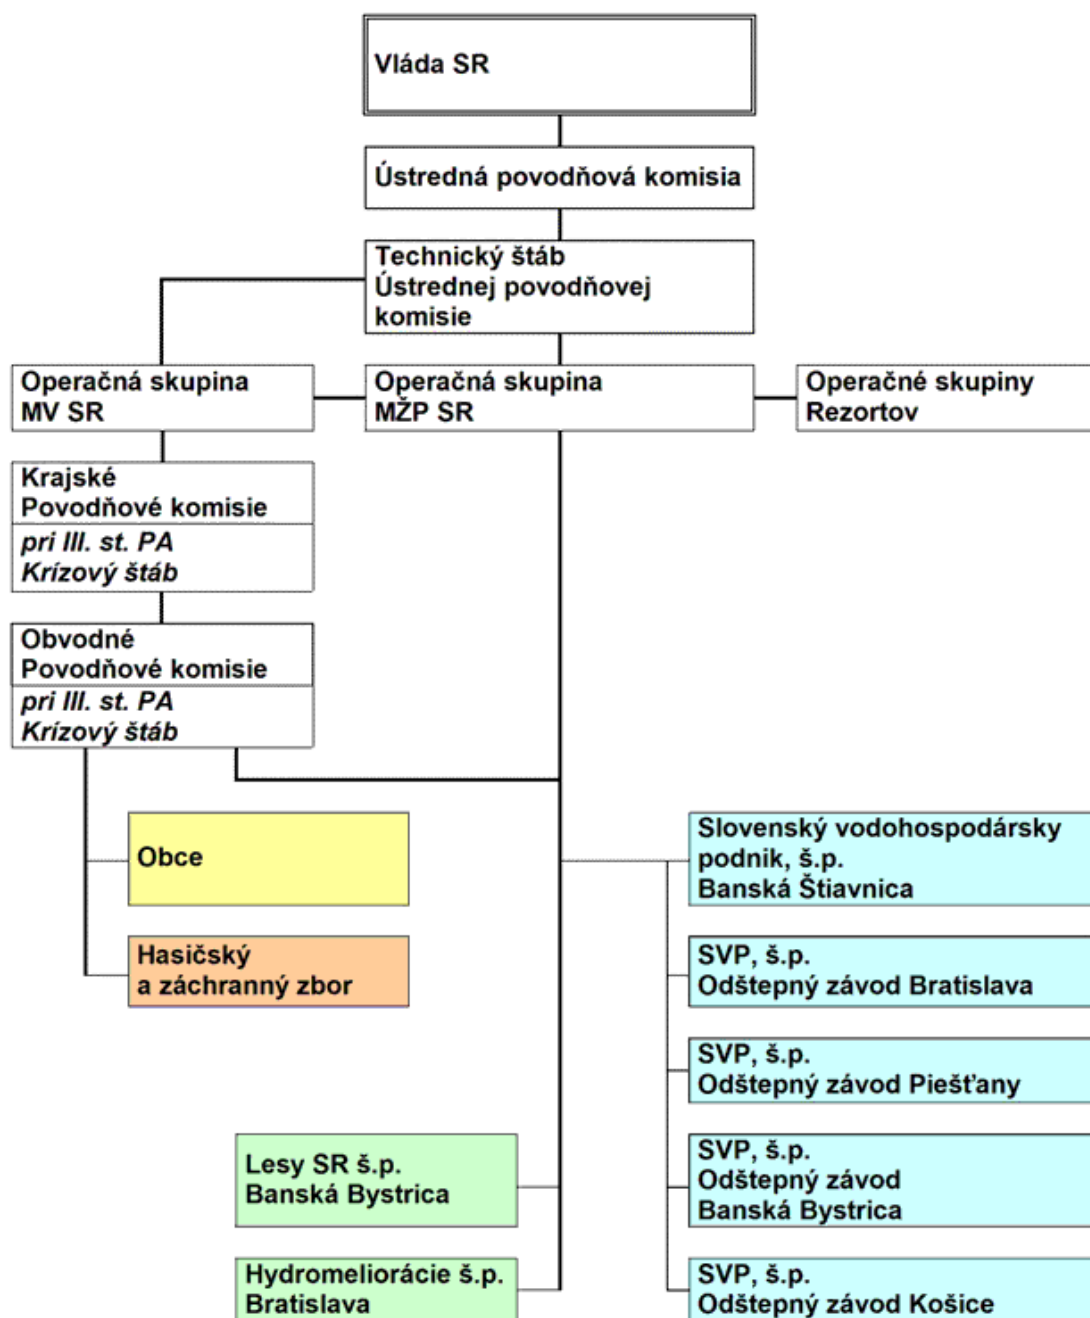 Vláda SR
Ústredná povodňová komisia
Technický štáb
Ústrednej povodňovej
komisie
Operačná skupina
MV SR
Operačná skupina
MŽP SR
Operačné skupiny
Rezortov
Krajské
Povodňové komisie
pri III. st. PA
Krízový štáb
Obvodné
Povodňové komisie
pri III. st. PA
Krízový štáb
Obce
Hasičský
a záchranný zbor
Slovenský vodohospodársky
podnik, š.p.
Banská Štiavnica
SVP, š.p.
Odštepný závod Bratislava
SVP, š.p.
Odštepný závod Piešťany
SVP, š.p.
Odštepný závod
Banská Bystrica
SVP, š.p.
Odštepný závod Košice
Lesy SR š.p.
Banská Bystrica
Hydromeliorácie š.p.
Bratislava